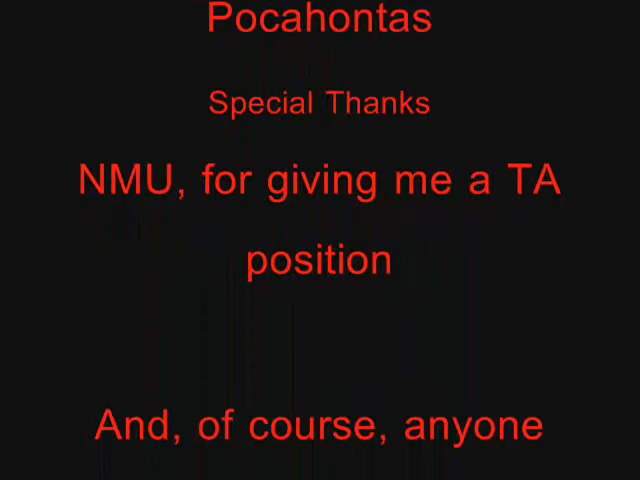 Pocahontas
Special Thanks
NMU, for giving me a TA
position
And, of course, anyone